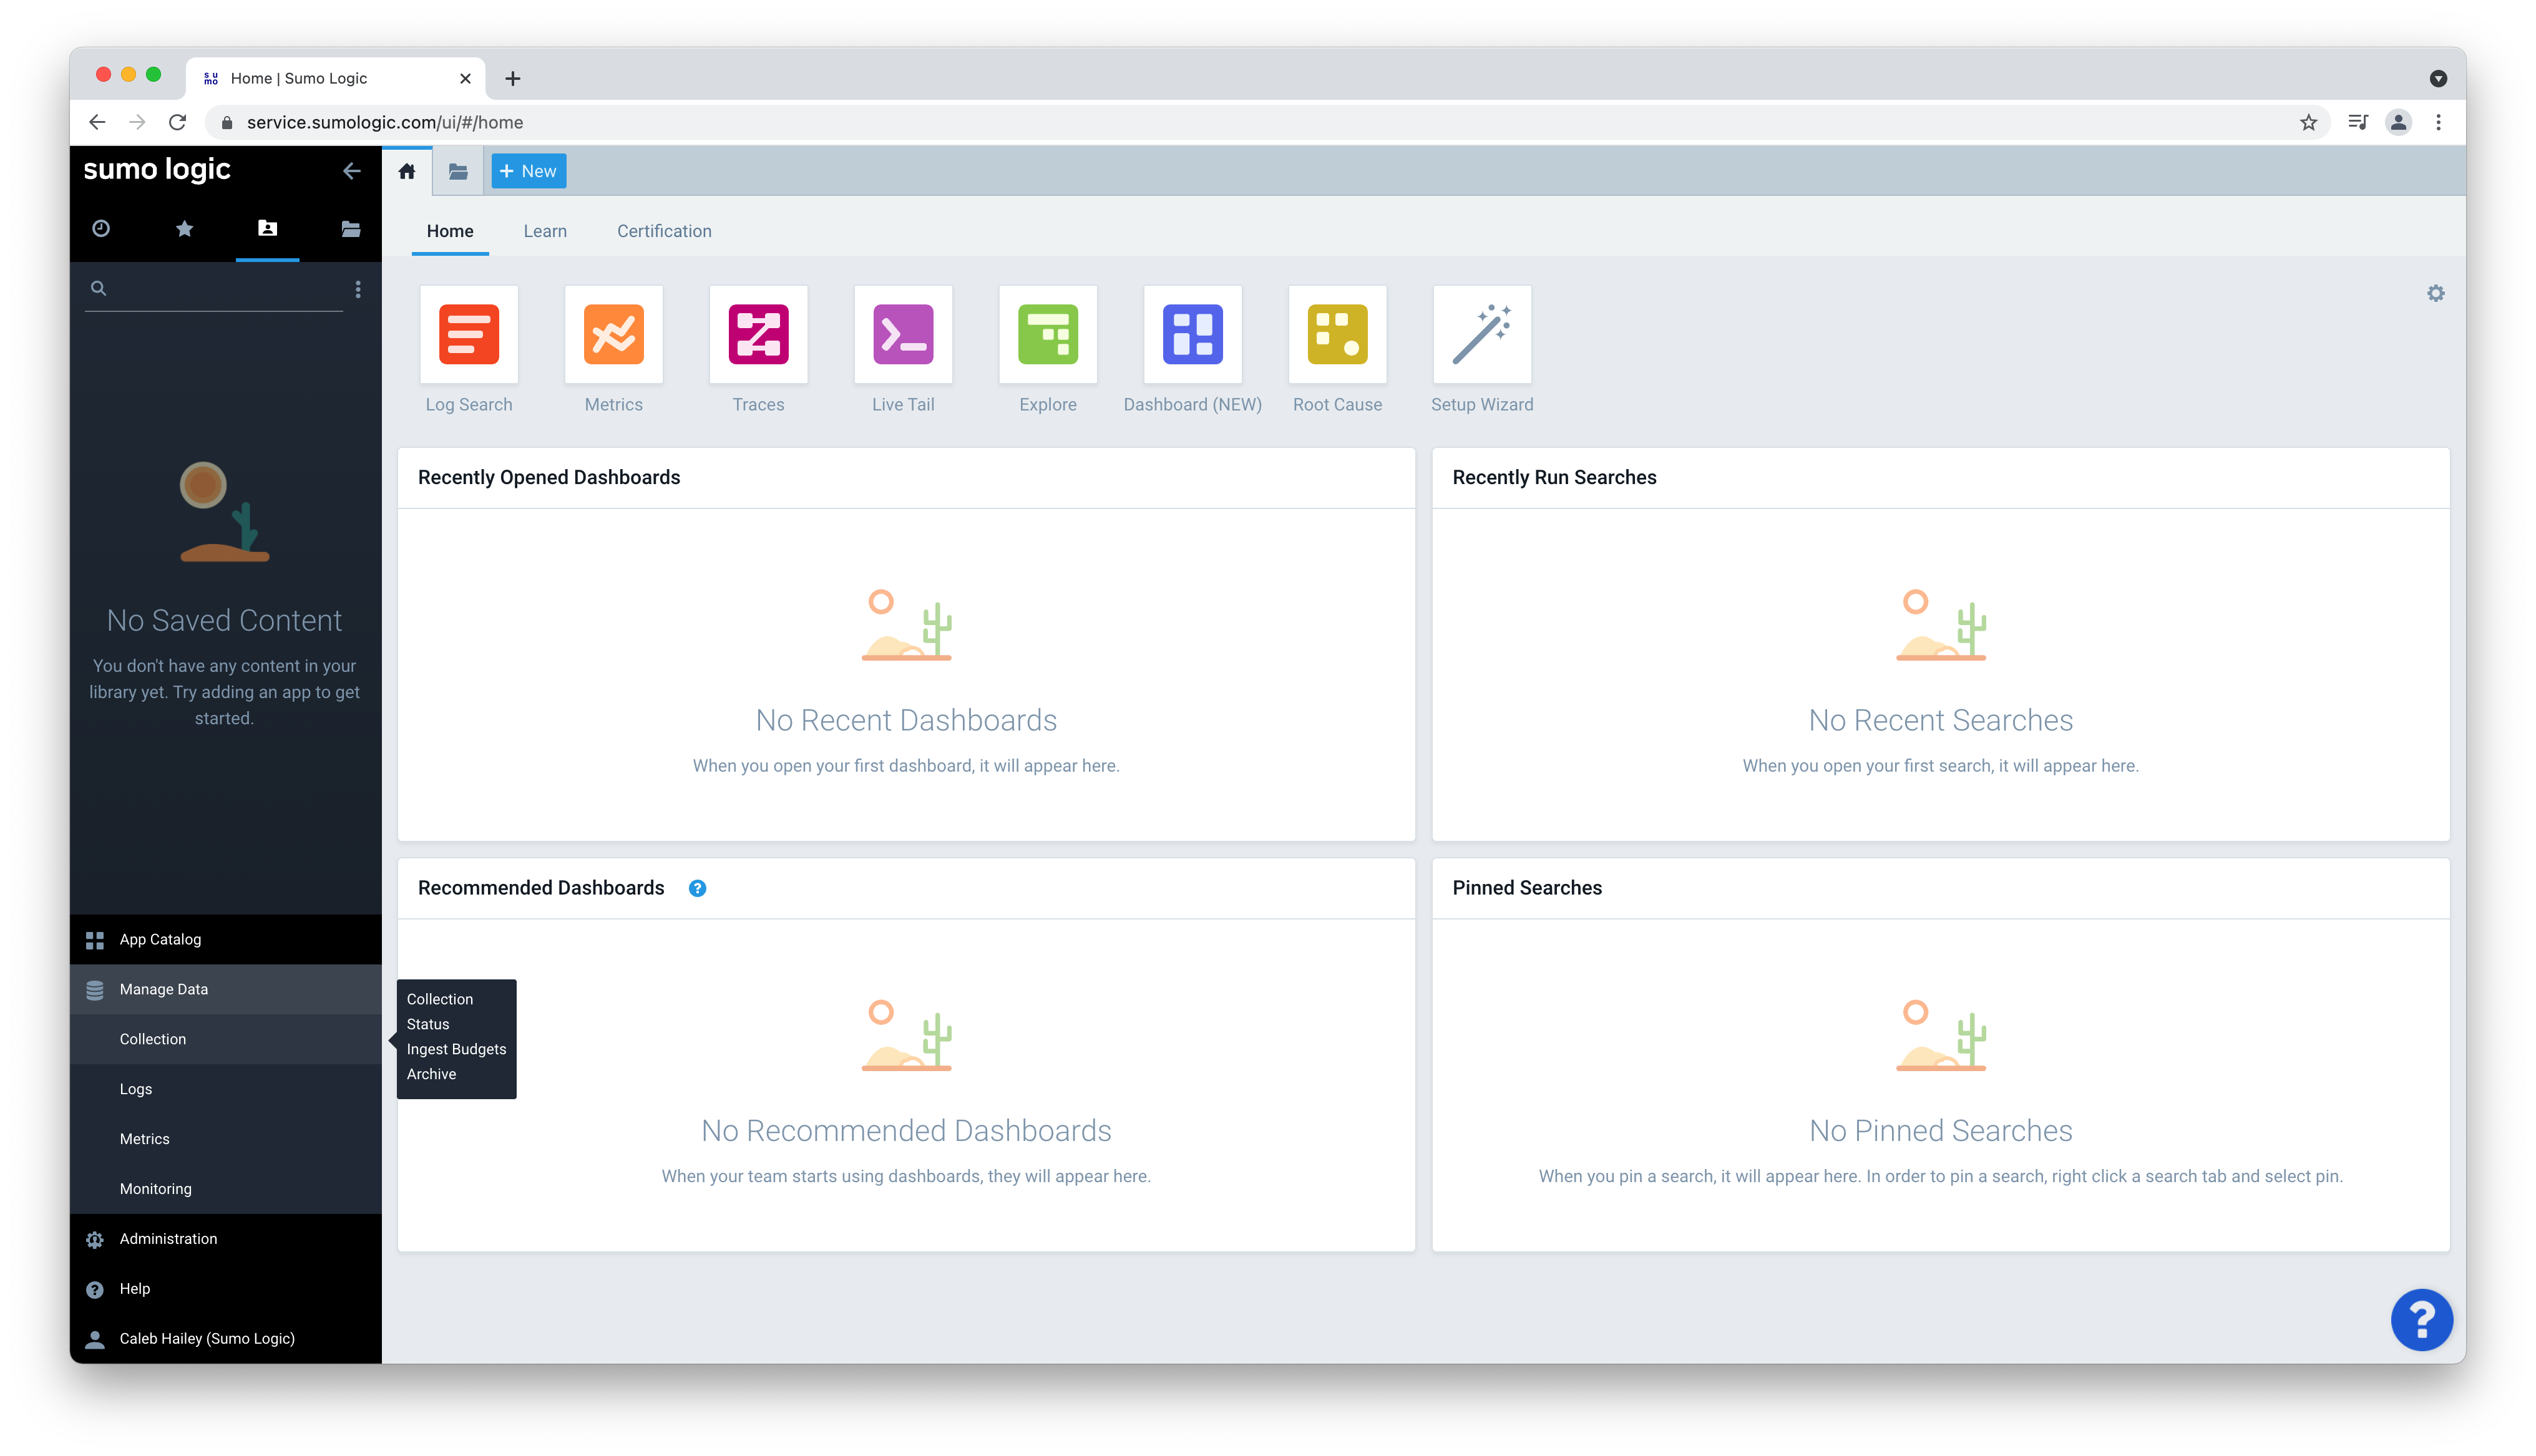 su
mo
Home | Sumo Logic
service.sumologic.com/ui/#/home
sumo logic
+ New
Home
Learn
Certification
Log Search
Metrics
Traces
Live Tail
Explore
Dashboard (NEW)
Root Cause
Setup Wizard
No Saved Content
You don't have any content in your
library yet. Try adding an app to get
started.
Recently Opened Dashboards
No Recent Dashboards
When you open your first dashboard, it will appear here.
Recently Run Searches
No Recent Searches
When you open your first search, it will appear here.
Recommended Dashboards
?
No Recommended Dashboards
When your team starts using dashboards, they will appear here.
Pinned Searches
No Pinned Searches
When you pin a search, it will appear here. In order to pin a search, right click a search tab and select pin.
App Catalog
Manage Data
Collection
Logs
Metrics
Monitoring
Administration
Help
Caleb Hailey (Sumo Logic)
Collection
Status
Ingest Budgets
Archive
?